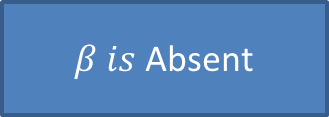 β is Absent